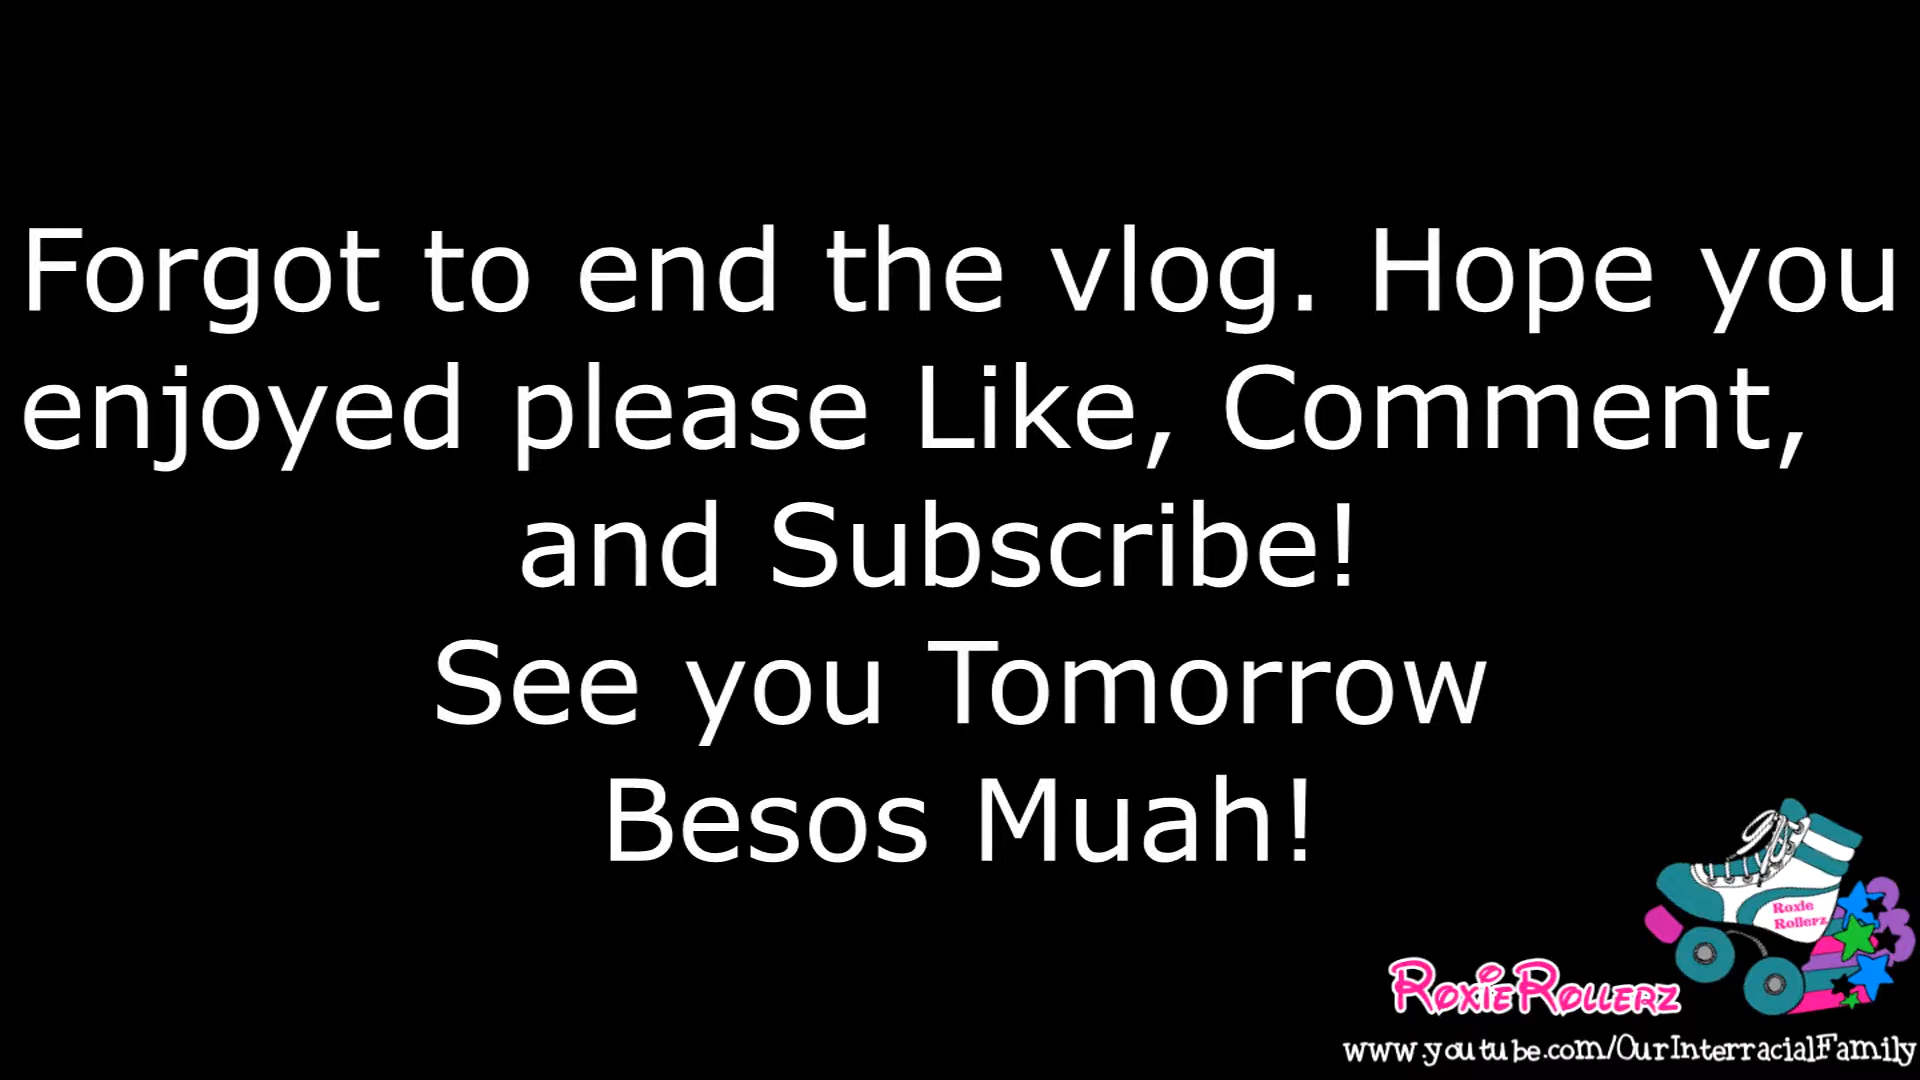 Forgot to end the vlog. Hope you
enjoyed please Like, Comment,
and Subscribe!
See you Tomorrow
Besos Muah!
Roxie
Rollerz
RoxieRollerz
www.youtube.com/OurInterracialFamily